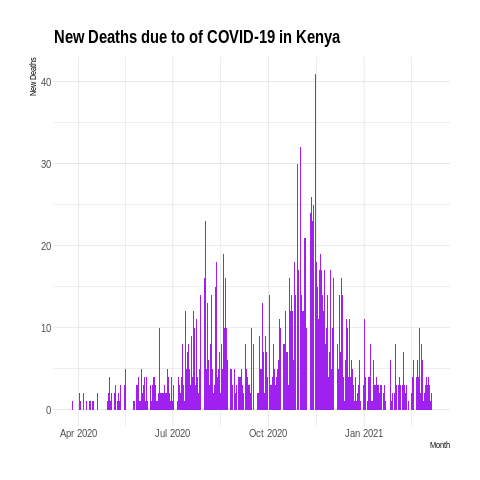 New Deaths due to of COVID-19 in Kenya
New Deaths
40
30
20
10
0
Apr 2020 Jul 2020 Oct 2020 Jan 2021
Month